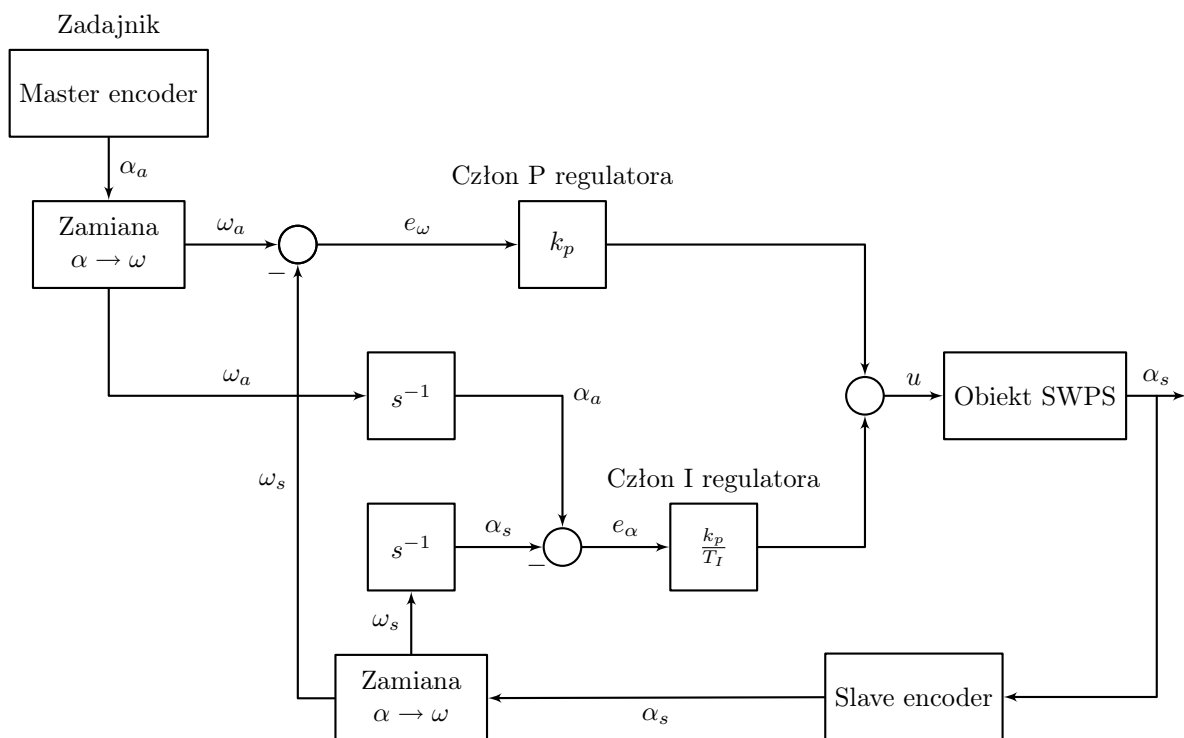 Zadajnik
Master encoder
α_a
Zamiana
α → ω
ω_a
−
e_ω
Człon P regulatora
k_p
ω_a
s^{-1}
α_a
u
Obiekt SWPS
α_s
ω_s
Człon I regulatora
s^{-1}
α_s
−
e_α
k_p
T_I
ω_s
Zamiana
α → ω
α_s
Slave encoder